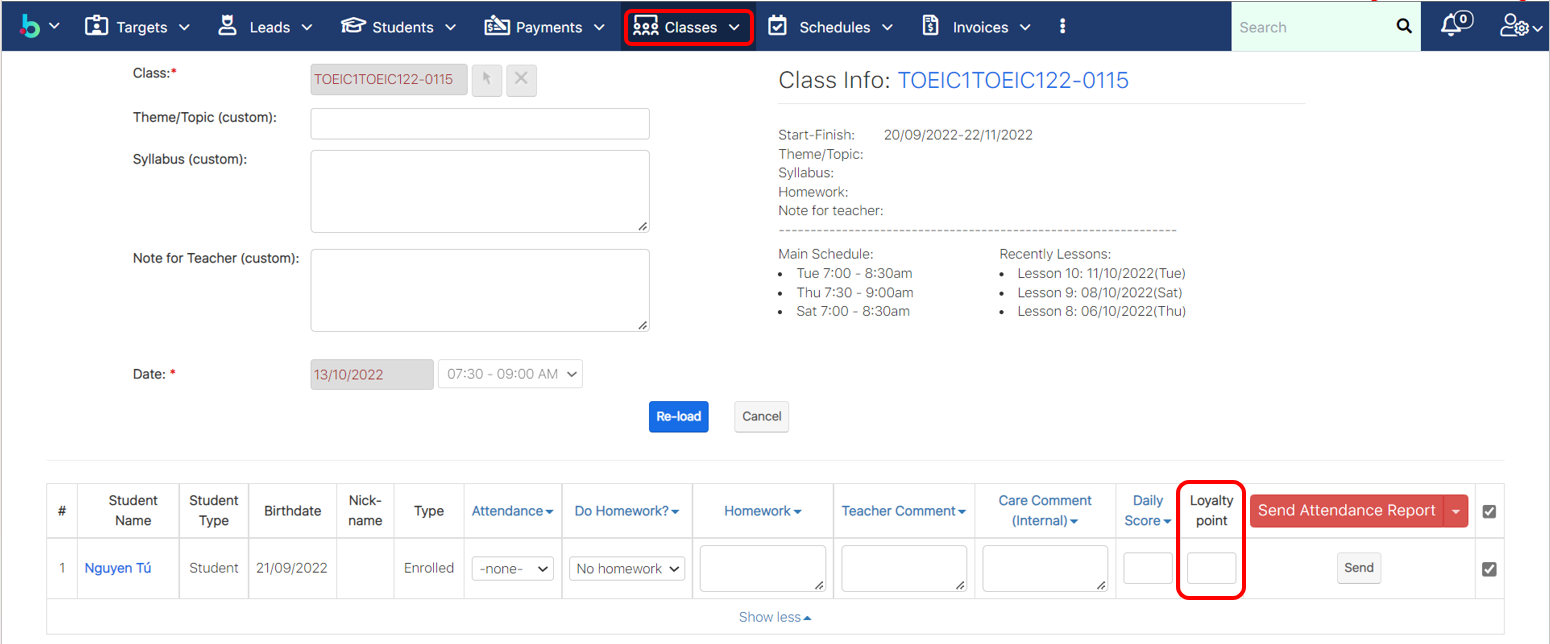 Targets Leads Students Payments Classes Schedules Invoices Search 0
Class:* TOEIC1TOEIC122-0115
Theme/Topic (custom):
Syllabus (custom):
Note for Teacher (custom):
Date: * 13/10/2022 07:30 - 09:00 AM
Class Info: TOEIC1TOEIC122-0115
Start-Finish: 20/09/2022-22/11/2022
Theme/Topic:
Syllabus:
Homework:
Note for teacher:
Main Schedule:
• Tue 7:00 - 8:30am
• Thu 7:30 - 9:00am
• Sat 7:00 - 8:30am
Recently Lessons:
• Lesson 10: 11/10/2022(Tue)
• Lesson 9: 08/10/2022(Sat)
• Lesson 8: 06/10/2022(Thu)
Re-load Cancel
#
Student
Name
Student
Type
Birthdate
Nick-
name
Type
Attendance
Do Homework?
Homework
Teacher Comment
Care Comment
(Internal)
Daily
Score
Loyalty
point
Send Attendance Report
1 Nguyen Tú Student 21/09/2022 Enrolled -none- No homework Send
Show less